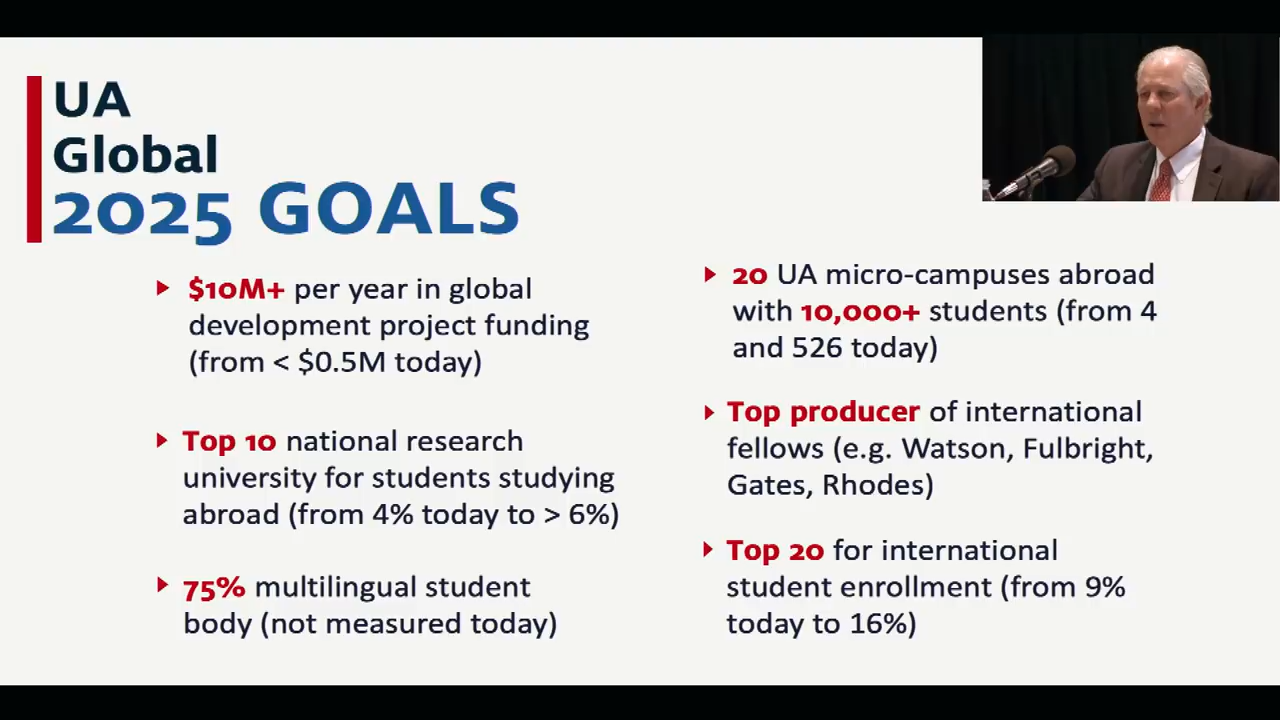 UA
Global
2025 GOALS
$10M+ per year in global
development project funding
(from < $0.5M today)
Top 10 national research
university for students studying
abroad (from 4% today to > 6%)
75% multilingual student
body (not measured today)
20 UA micro-campuses abroad
with 10,000+ students (from 4
and 526 today)
Top producer of international
fellows (e.g. Watson, Fulbright,
Gates, Rhodes)
Top 20 for international
student enrollment (from 9%
today to 16%)